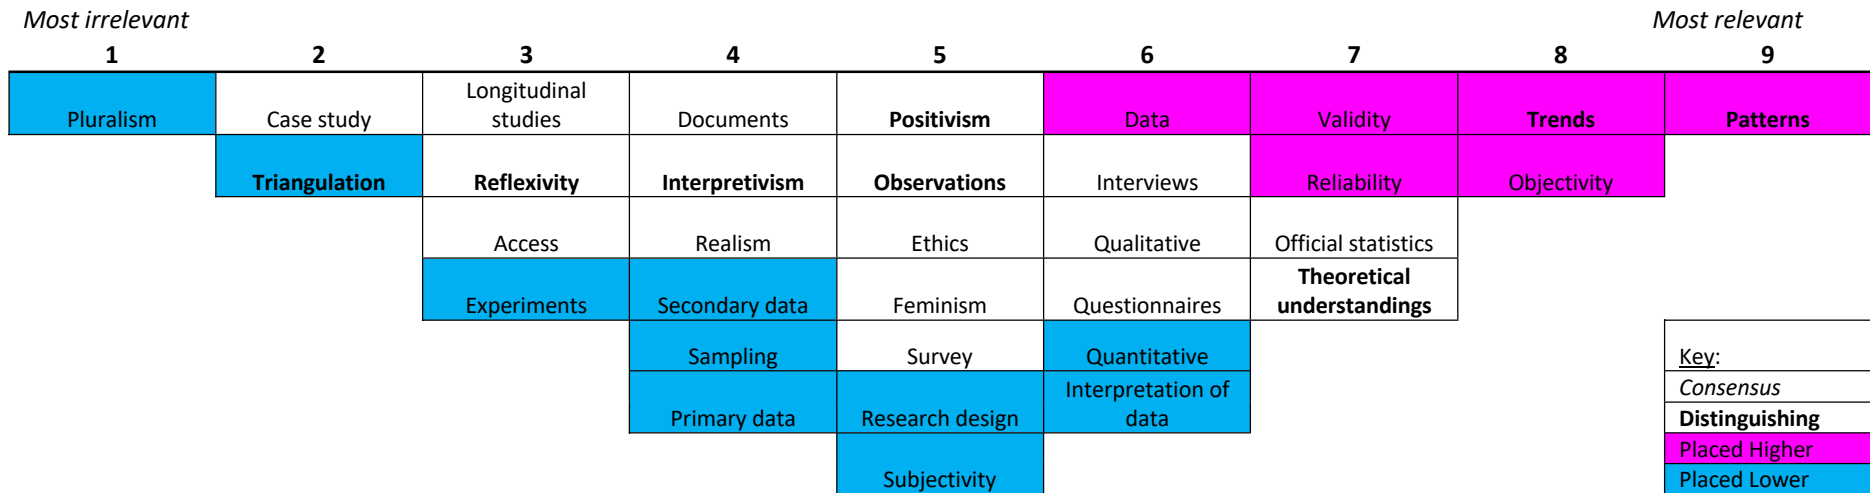 Most irrelevant Most relevant
1 2 3 4 5 6 7 8 9
Pluralism Case study Longitudinal studies Documents Positivism Data Validity Trends Patterns
Triangulation Reflexivity Interpretivism Observations Interviews Reliability Objectivity
Access Realism Ethics Qualitative Official statistics
Experiments Secondary data Feminism Questionnaires Theoretical understandings
Sampling Survey Quantitative Key:
Consensus
Primary data Research design Interpretation of data Distinguishing
Placed Higher
Subjectivity Placed Lower